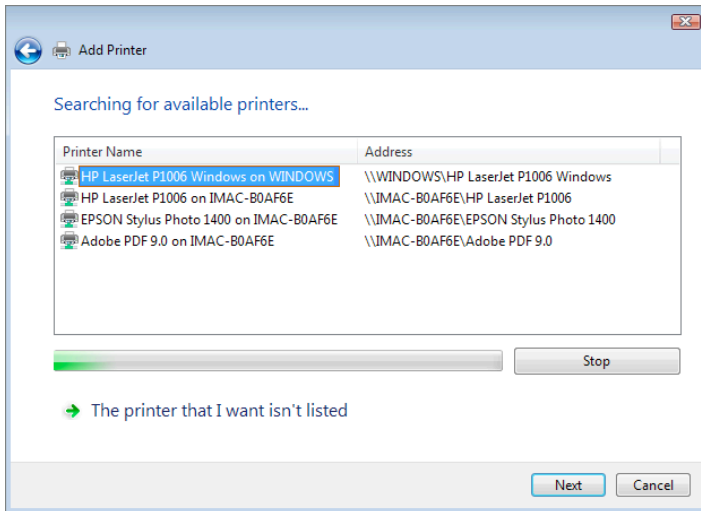 Add Printer
Searching for available printers...
Printer Name Address
HP LaserJet P1006 Windows on WINDOWS \\WINDOWS\HP LaserJet P1006 Windows
HP LaserJet P1006 on IMAC-B0AF6E \\IMAC-B0AF6E\HP LaserJet P1006
EPSON Stylus Photo 1400 on IMAC-B0AF6E \\IMAC-B0AF6E\EPSON Stylus Photo 1400
Adobe PDF 9.0 on IMAC-B0AF6E \\IMAC-B0AF6E\Adobe PDF 9.0
Stop
The printer that I want isn't listed
Next Cancel